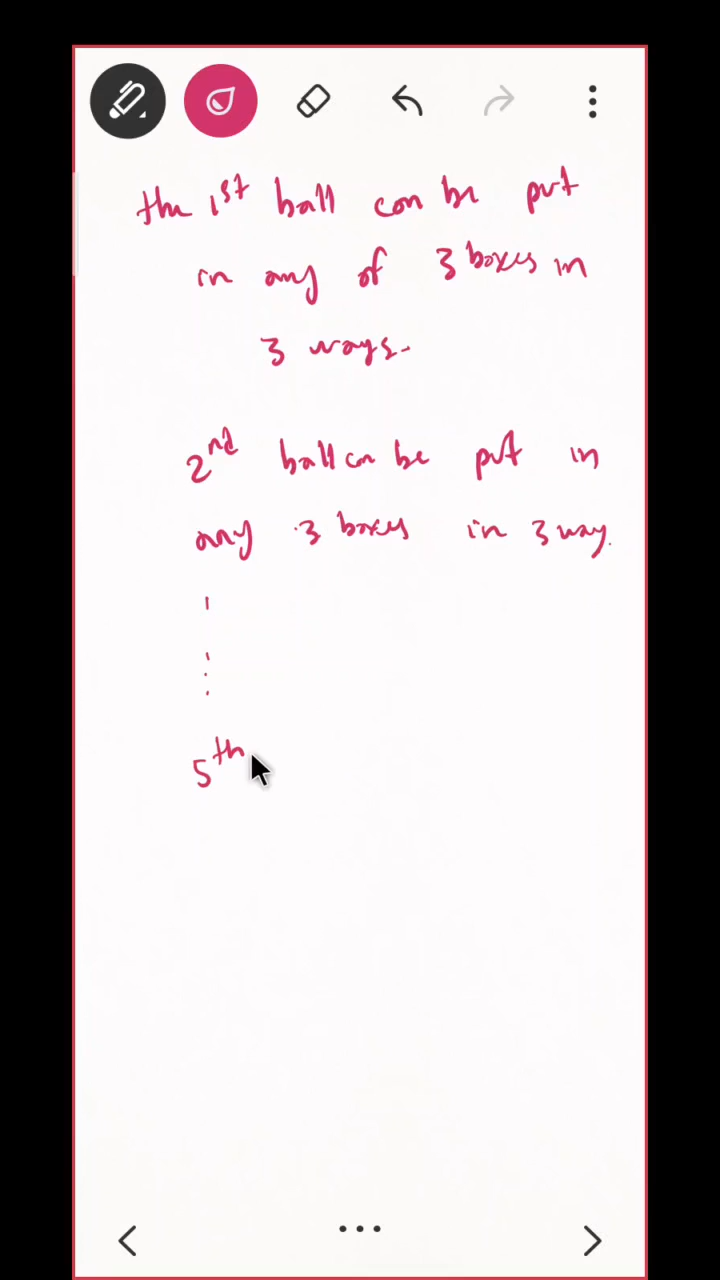 the 1st ball can be put
in any of 3 boxes in
3 ways.
2nd ball can be put in
any 3 boxes in 3 way.
5th